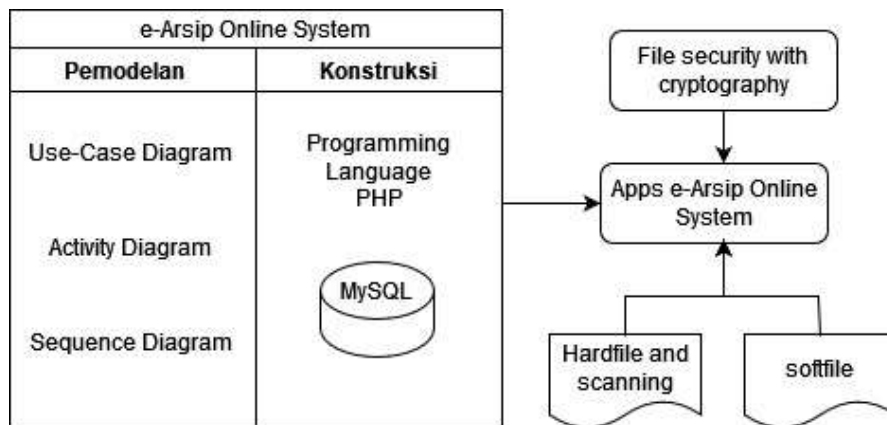 e-Arsip Online System
Pemodelan
Konstruksi
Use-Case Diagram
Activity Diagram
Sequence Diagram
Programming
Language
PHP
MySQL
File security with
cryptography
Apps e-Arsip Online
System
Hardfile and
scanning
softfile